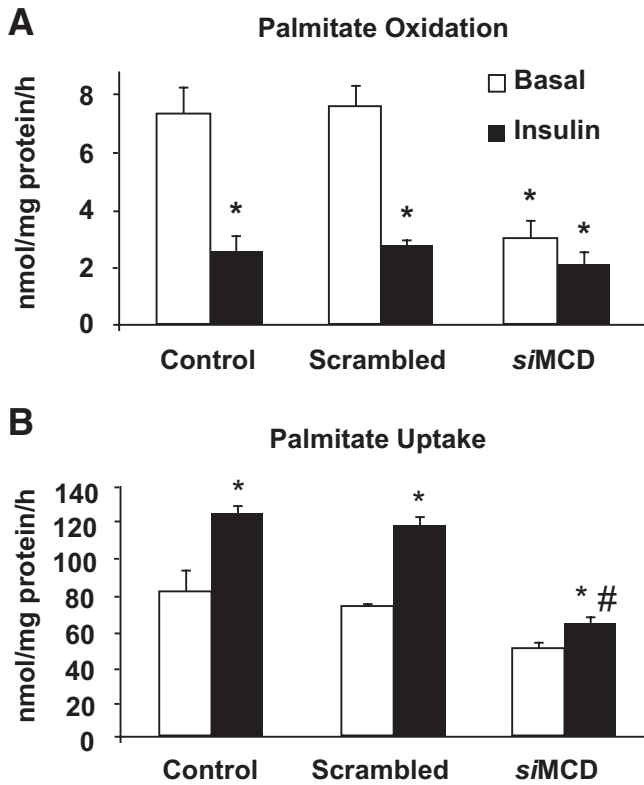 A
Palmitate Oxidation
nmol/mg protein/h
8
6
4
2
0
Basal
Insulin
*
*
*
*
Control
Scrambled
siMCD
B
Palmitate Uptake
nmol/mg protein/h
140
120
100
80
60
40
20
0
*
*
* #
Control
Scrambled
siMCD